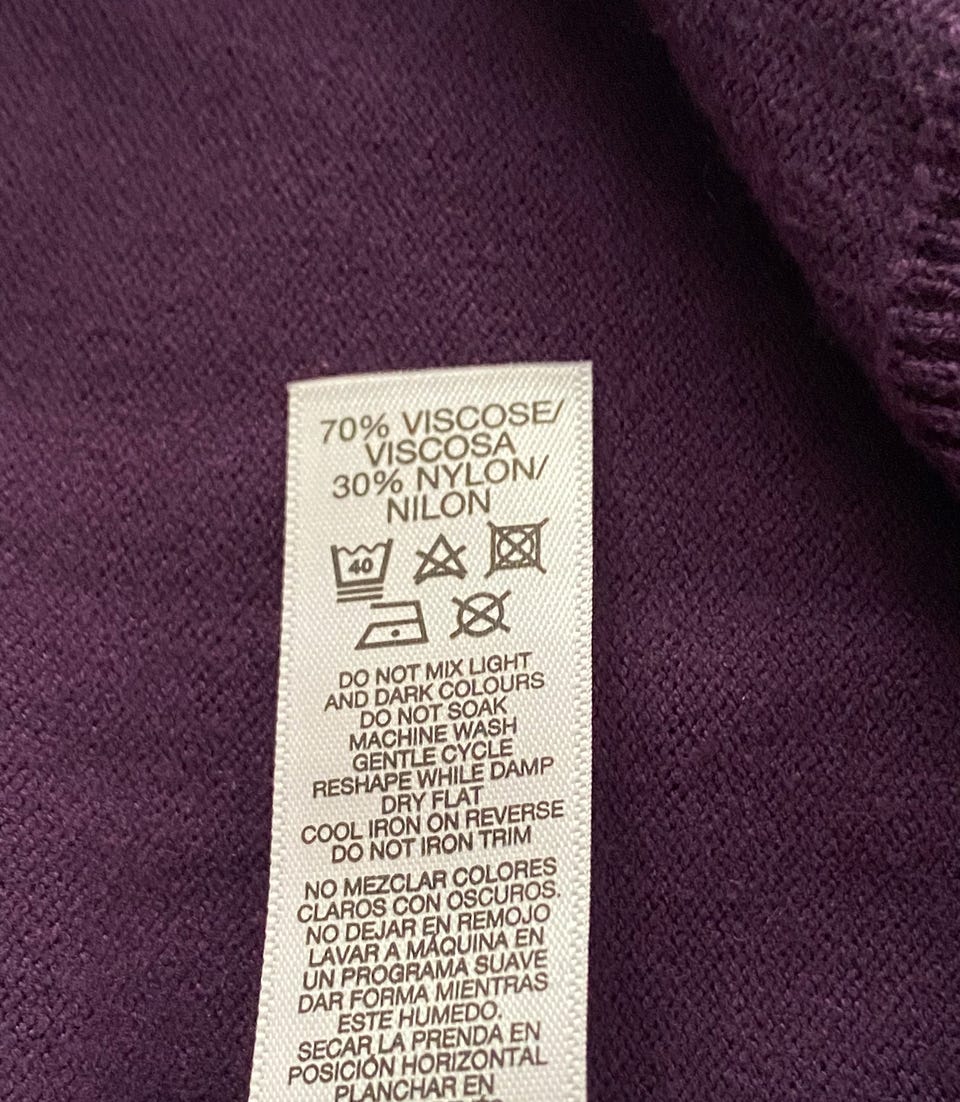 70% VISCOSE/
VISCOSA
30% NYLON/
NILON
40
DO NOT MIX LIGHT
AND DARK COLOURS
DO NOT SOAK
MACHINE WASH
GENTLE CYCLE
RESHAPE WHILE DAMP
DRY FLAT
COOL IRON ON REVERSE
DO NOT IRON TRIM
NO MEZCLAR COLORES
CLAROS CON OSCUROS.
NO DEJAR EN REMOJO
LAVAR A MÁQUINA EN
UN PROGRAMA SUAVE
DAR FORMA MIENTRAS
ESTE HUMEDO.
SECAR LA PRENDA EN
POSICIÓN HORIZONTAL
PLANCHAR EN